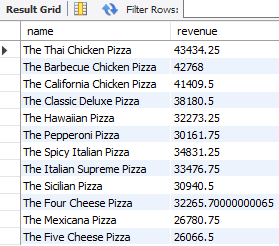 Result Grid Filter Rows:
name revenue
The Thai Chicken Pizza 43434.25
The Barbecue Chicken Pizza 42768
The California Chicken Pizza 41409.5
The Classic Deluxe Pizza 38180.5
The Hawaiian Pizza 32273.25
The Pepperoni Pizza 30161.75
The Spicy Italian Pizza 34831.25
The Italian Supreme Pizza 33476.75
The Sicilian Pizza 30940.5
The Four Cheese Pizza 32265.70000000065
The Mexicana Pizza 26780.75
The Five Cheese Pizza 26066.5